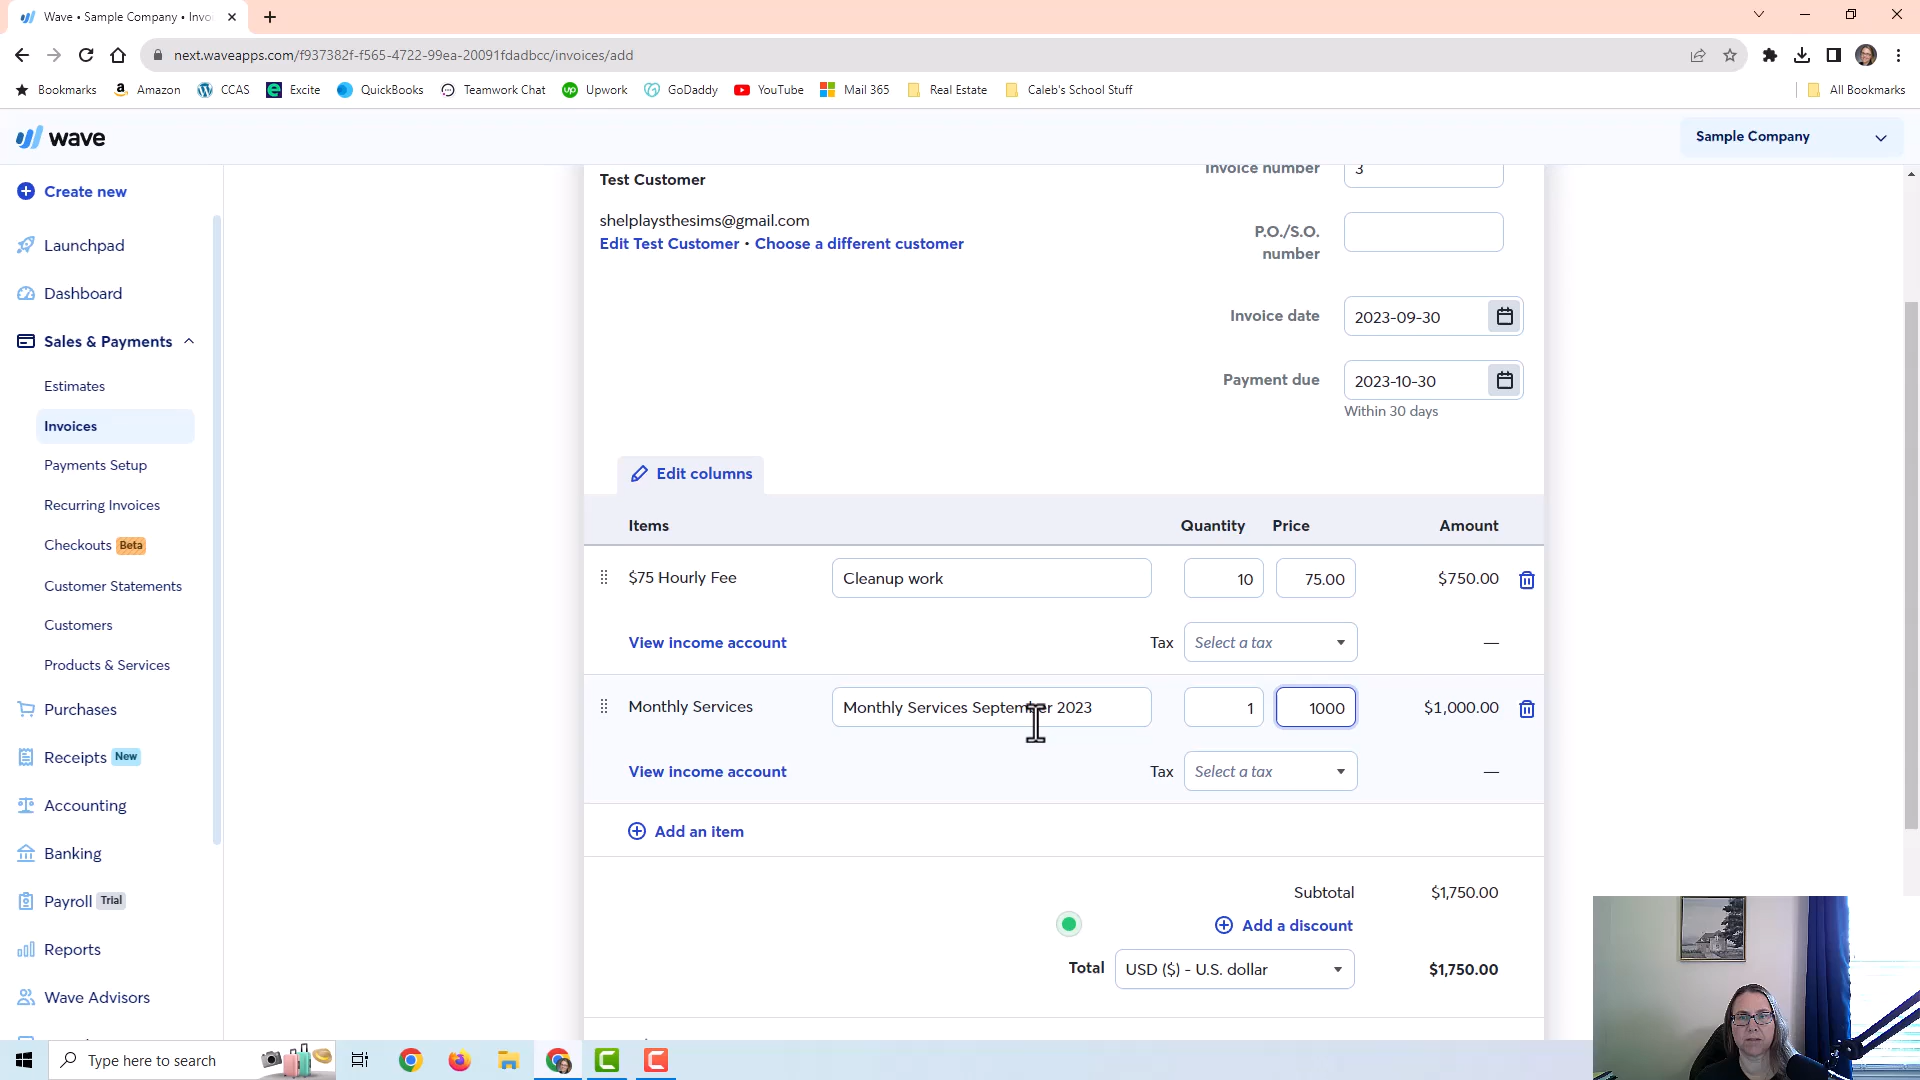 Wave • Sample Company • Invo
next.waveapps.com/f937382f-f565-4722-99ea-20091fdadbcc/invoices/add
Bookmarks Amazon CCAS Excite QuickBooks Teamwork Chat Upwork GoDaddy YouTube Mail 365 Real Estate Caleb's School Stuff All Bookmarks
wave
Sample Company
Create new
Launchpad
Dashboard
Sales & Payments
Estimates
Invoices
Payments Setup
Recurring Invoices
Checkouts Beta
Customer Statements
Customers
Products & Services
Purchases
Receipts New
Accounting
Banking
Payroll Trial
Reports
Wave Advisors
Test Customer
shelplaysthesims@gmail.com
Edit Test Customer • Choose a different customer
Invoice number 3
P.O./S.O. number
Invoice date 2023-09-30
Payment due 2023-10-30
Within 30 days
Edit columns
Items Quantity Price Amount
$75 Hourly Fee Cleanup work 10 75.00 $750.00
View income account Tax Select a tax —
Monthly Services Monthly Services September 2023 1 1000 $1,000.00
View income account Tax Select a tax —
Add an item
Subtotal $1,750.00
Add a discount
Total USD ($) - U.S. dollar $1,750.00
Type here to search